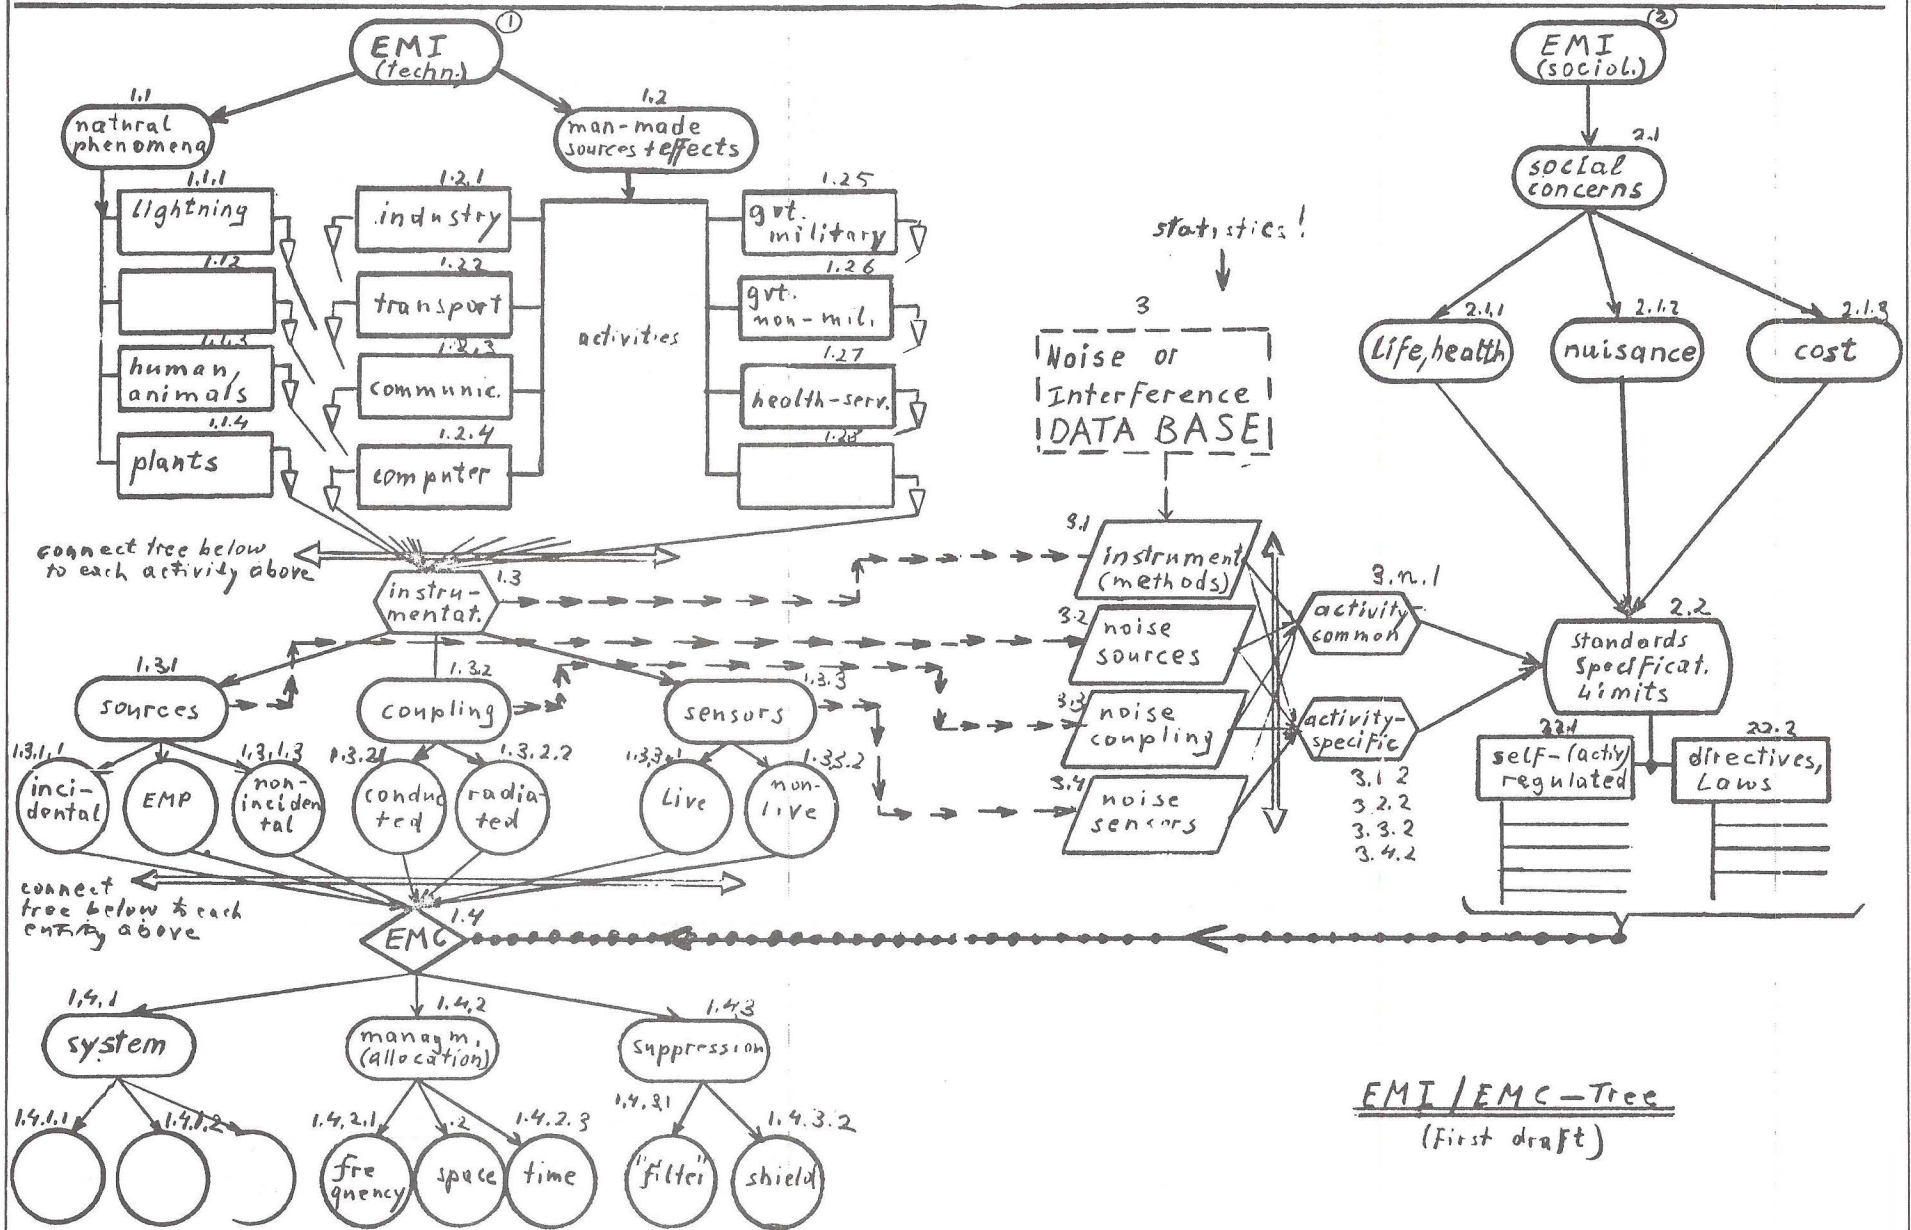 1
EMI
(techn.)
2
EMI
(sociol.)
1.1
natural
phenomena
1.2
man-made
sources + effects
2.1
social
concerns
1.1.1
lightning
1.2.1
industry
1.25
gvt.
military
statistics!
1.12
1.22
transport
activities
1.26
gvt.
non-mil.
3
Noise or
Interference
DATA BASE
2.1.1
Life, health
2.1.2
nuisance
2.1.3
cost
1.1.3
human,
animals
1.2.3
communic.
1.27
health-serv.
1.1.4
plants
1.2.4
computer
1.28
connect tree below
to each activity above
1.3
instru-
mentat.
3.1
instrument
(methods)
3.n.1
activity-
common
3.2
noise
sources
2.2
standards
Specificat.
Limits
1.3.1
sources
1.3.2
coupling
1.3.3
sensors
3.3
noise
coupling
activity-
specific
3.1 2
3 2.2
3.3.2
3.4.2
22.1
self-(activ)
regulated
22.2
directives,
Laws
1.3.1.1
inci-
dental
EMP
1.3.1.3
non-
inciden
tal
1.3.2.1
conduc
ted
1.3.2.2
radia-
ted
1.3.3.1
Live
1.3.3.2
non-
live
3.4
noise
sensors
connect
tree below to each
entity above
1.4
EMC
1.4.1
system
1.4.2
managm.
(allocation)
1.4.3
suppression
1.4.1.1
1.4.1.2
1.4.2.1
fre
quency
.2
space
1.4.2.3
time
1.4.31
"filter"
1.4.3.2
shield
EMI/EMC-Tree
(First draft)